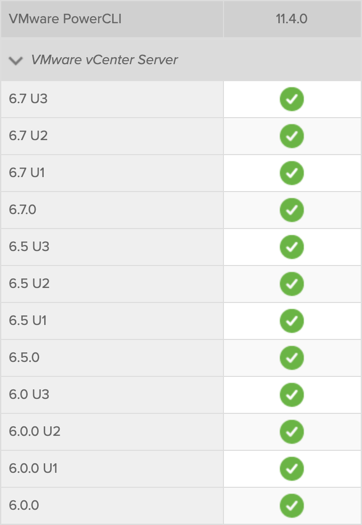 VMware PowerCLI 11.4.0
VMware vCenter Server
6.7 U3
6.7 U2
6.7 U1
6.7.0
6.5 U3
6.5 U2
6.5 U1
6.5.0
6.0 U3
6.0.0 U2
6.0.0 U1
6.0.0